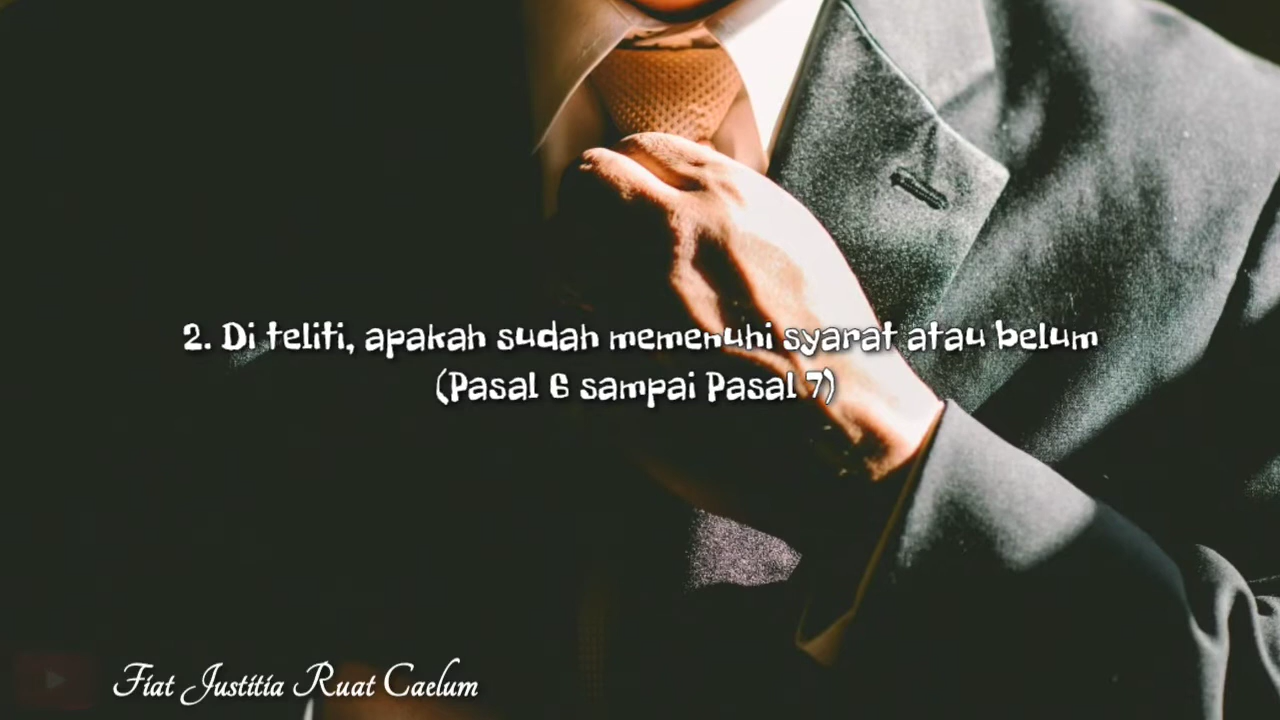 2. Di teliti, apakah sudah memenuhi syarat atau belum
(Pasal 6 sampai Pasal 7)
Fiat Justitia Ruat Caelum